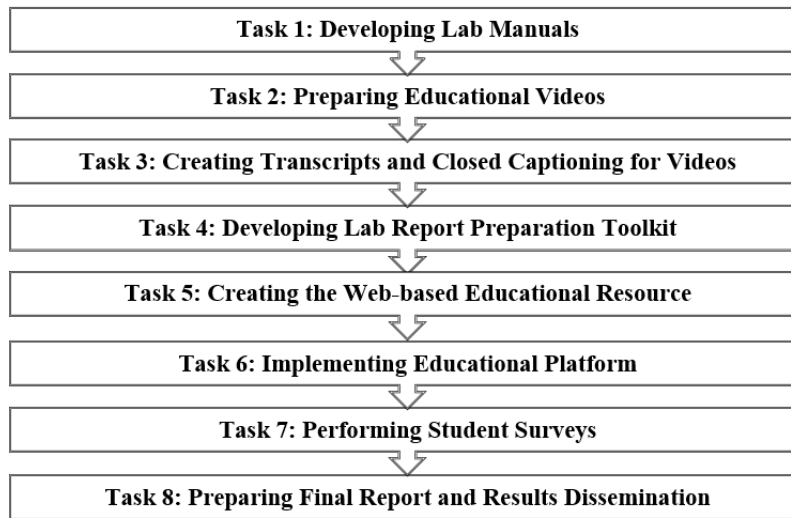 Task 1: Developing Lab Manuals
Task 2: Preparing Educational Videos
Task 3: Creating Transcripts and Closed Captioning for Videos
Task 4: Developing Lab Report Preparation Toolkit
Task 5: Creating the Web-based Educational Resource
Task 6: Implementing Educational Platform
Task 7: Performing Student Surveys
Task 8: Preparing Final Report and Results Dissemination